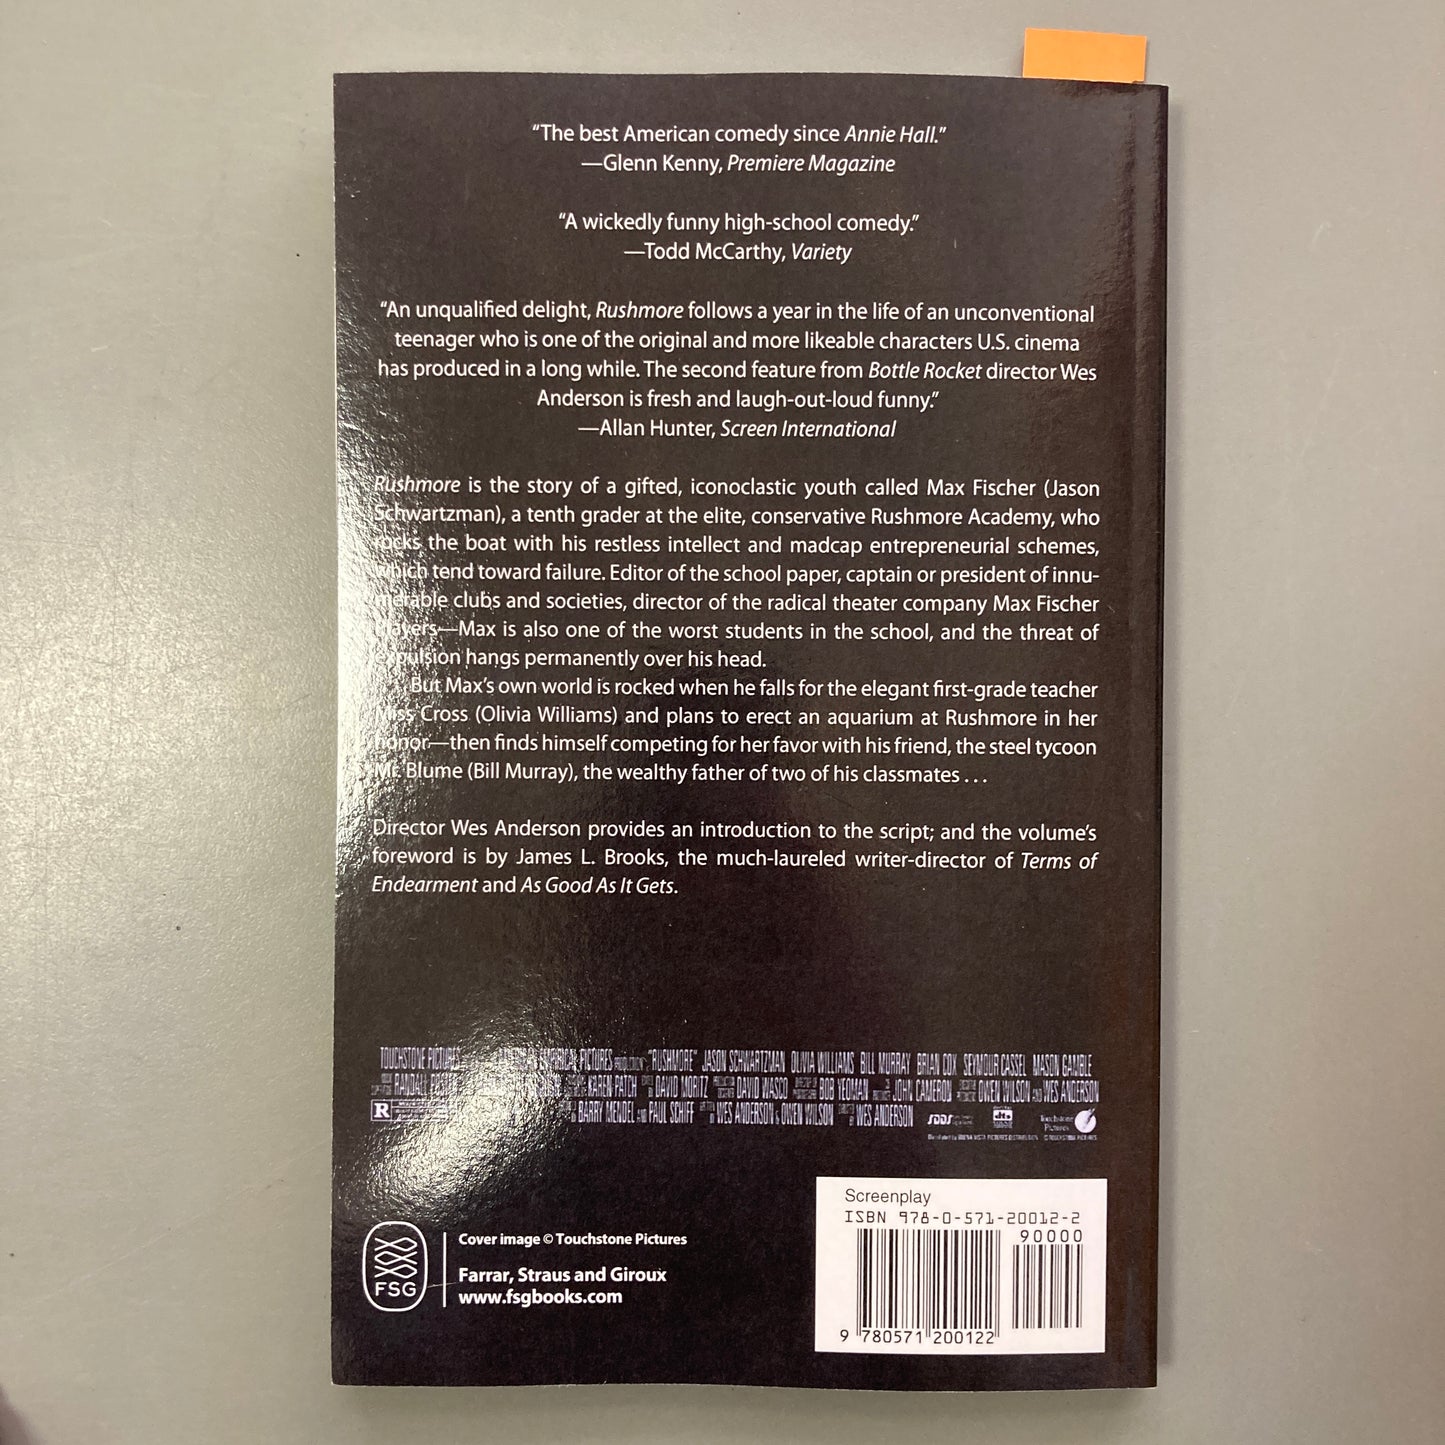 “The best American comedy since Annie Hall.”
—Glenn Kenny, Premiere Magazine
“A wickedly funny high-school comedy.”
—Todd McCarthy, Variety
“An unqualified delight, Rushmore follows a year in the life of an unconventional
teenager who is one of the original and more likeable characters U.S. cinema
has produced in a long while. The second feature from Bottle Rocket director Wes
Anderson is fresh and laugh-out-loud funny.”
—Allan Hunter, Screen International
Rushmore is the story of a gifted, iconoclastic youth called Max Fischer (Jason
Schwartzman), a tenth grader at the elite, conservative Rushmore Academy, who
rocks the boat with his restless intellect and madcap entrepreneurial schemes,
which tend toward failure. Editor of the school paper, captain or president of innu-
merable clubs and societies, director of the radical theater company Max Fischer
Players—Max is also one of the worst students in the school, and the threat of
expulsion hangs permanently over his head.
But Max’s own world is rocked when he falls for the elegant first-grade teacher
Miss Cross (Olivia Williams) and plans to erect an aquarium at Rushmore in her
honor—then finds himself competing for her favor with his friend, the steel tycoon
Mr. Blume (Bill Murray), the wealthy father of two of his classmates . . .
Director Wes Anderson provides an introduction to the script; and the volume’s
foreword is by James L. Brooks, the much-laureled writer-director of Terms of
Endearment and As Good As It Gets.
TOUCHSTONE PICTURES EMPIRICAL PICTURES PRODUCTION "RUSHMORE" JASON SCHWARTZMAN OLIVIA WILLIAMS BILL MURRAY BRIAN COX SEYMOUR CASSEL MASON GAMBLE
RANDALL POSTER KAREN PATCH DAVID MORITZ DAVID WASCO BOB YEOMAN JOHN CAMERON OWEN WILSON AND WES ANDERSON
R BARRY MENDEL AND PAUL SCHIFF WES ANDERSON & OWEN WILSON WES ANDERSON SDDS dts Touchstone Pictures
Screenplay
ISBN 978-0-571-20012-2
90000
9 780571 200122
FSG
Cover image © Touchstone Pictures
Farrar, Straus and Giroux
www.fsgbooks.com